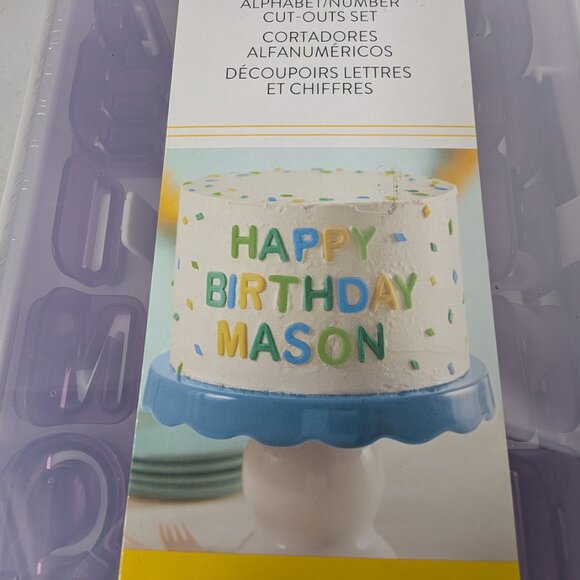 ALPHABET/NUMBER
CUT-OUTS SET
CORTADORES
ALFANUMÉRICOS
DÉCOUPOIRS LETTRES
ET CHIFFRES
HAPPY
BIRTHDAY
MASON